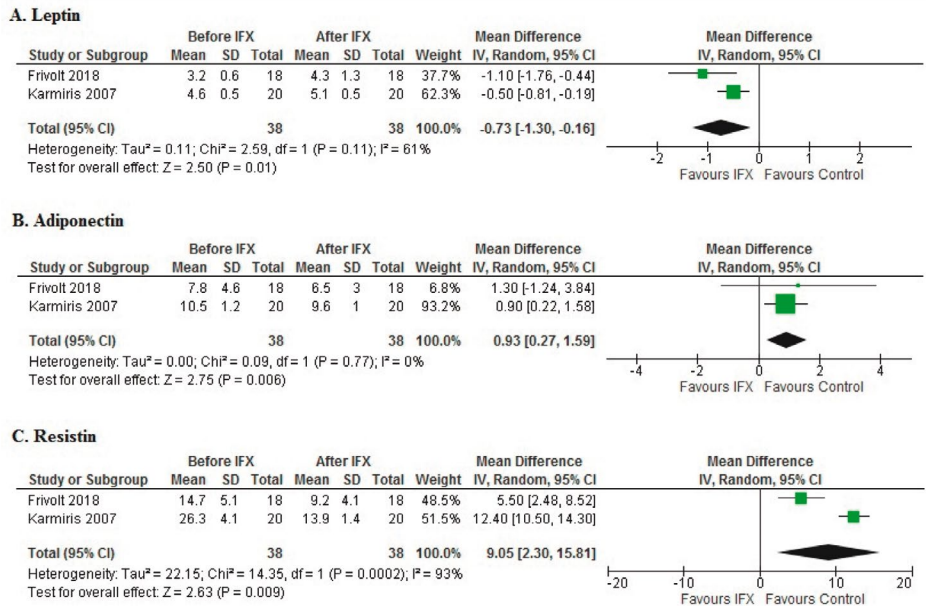 A. Leptin
Before IFX After IFX Mean Difference Mean Difference
Study or Subgroup Mean SD Total Mean SD Total Weight IV, Random, 95% CI IV, Random, 95% CI
Frivolt 2018 3.2 0.6 18 4.3 1.3 18 37.7% -1.10 [-1.76, -0.44]
Karmiris 2007 4.6 0.5 20 5.1 0.5 20 62.3% -0.50 [-0.81, -0.19]
Total (95% CI) 38 38 100.0% -0.73 [-1.30, -0.16]
Heterogeneity: Tau² = 0.11; Chi² = 2.59, df = 1 (P = 0.11); I² = 61%
-2 -1 0 1 2
Test for overall effect: Z = 2.50 (P = 0.01)
Favours IFX Favours Control
B. Adiponectin
Before IFX After IFX Mean Difference Mean Difference
Study or Subgroup Mean SD Total Mean SD Total Weight IV, Random, 95% CI IV, Random, 95% CI
Frivolt 2018 7.8 4.6 18 6.5 3 18 6.8% 1.30 [-1.24, 3.84]
Karmiris 2007 10.5 1.2 20 9.6 1 20 93.2% 0.90 [0.22, 1.58]
Total (95% CI) 38 38 100.0% 0.93 [0.27, 1.59]
Heterogeneity: Tau² = 0.00; Chi² = 0.09, df = 1 (P = 0.77); I² = 0%
-4 -2 0 2 4
Test for overall effect: Z = 2.75 (P = 0.006)
Favours IFX Favours Control
C. Resistin
Before IFX After IFX Mean Difference Mean Difference
Study or Subgroup Mean SD Total Mean SD Total Weight IV, Random, 95% CI IV, Random, 95% CI
Frivolt 2018 14.7 5.1 18 9.2 4.1 18 48.5% 5.50 [2.48, 8.52]
Karmiris 2007 26.3 4.1 20 13.9 1.4 20 51.5% 12.40 [10.50, 14.30]
Total (95% CI) 38 38 100.0% 9.05 [2.30, 15.81]
Heterogeneity: Tau² = 22.15; Chi² = 14.35, df = 1 (P = 0.0002); I² = 93%
-20 -10 0 10 20
Test for overall effect: Z = 2.63 (P = 0.009)
Favours IFX Favours Control